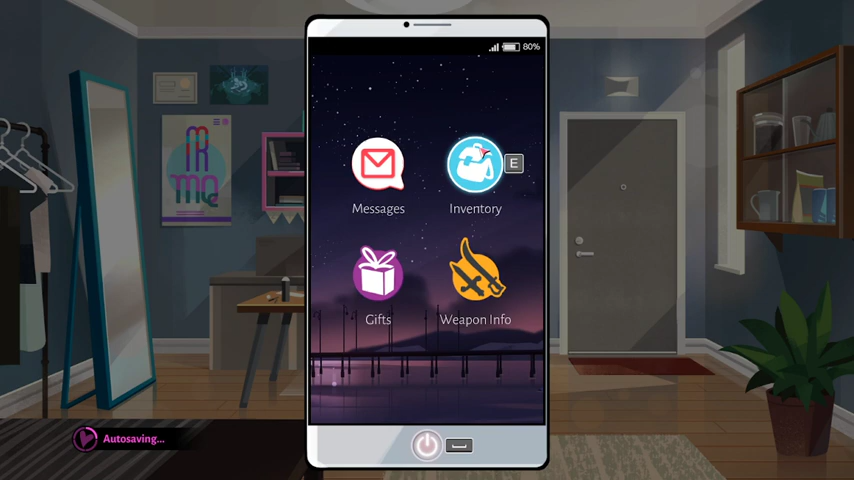 80%
E
Messages
Inventory
Gifts
Weapon Info
Autosaving...